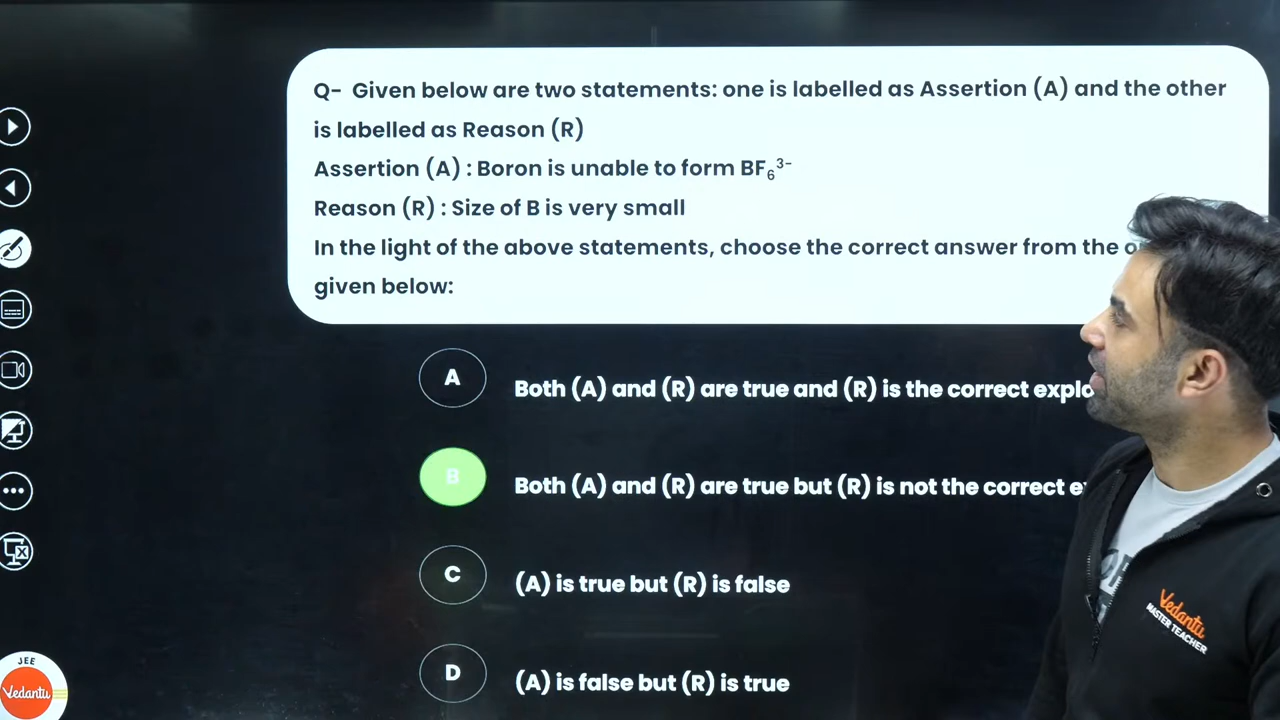 Q- Given below are two statements: one is labelled as Assertion (A) and the other
is labelled as Reason (R)
Assertion (A) : Boron is unable to form BF₆³⁻
Reason (R) : Size of B is very small
In the light of the above statements, choose the correct answer from the
given below:
A
Both (A) and (R) are true and (R) is the correct
B
Both (A) and (R) are true but (R) is not the correct
C
(A) is true but (R) is false
D
(A) is false but (R) is true
JEE
Vedantu
Vedantu
MASTER TEACHER